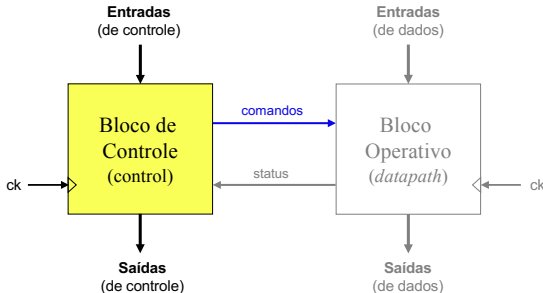 Entradas
(de controle)
Entradas
(de dados)
comandos
Bloco de
Controle
(control)
Bloco
Operativo
(datapath)
ck
status
ck
Saídas
(de controle)
Saídas
(de dados)